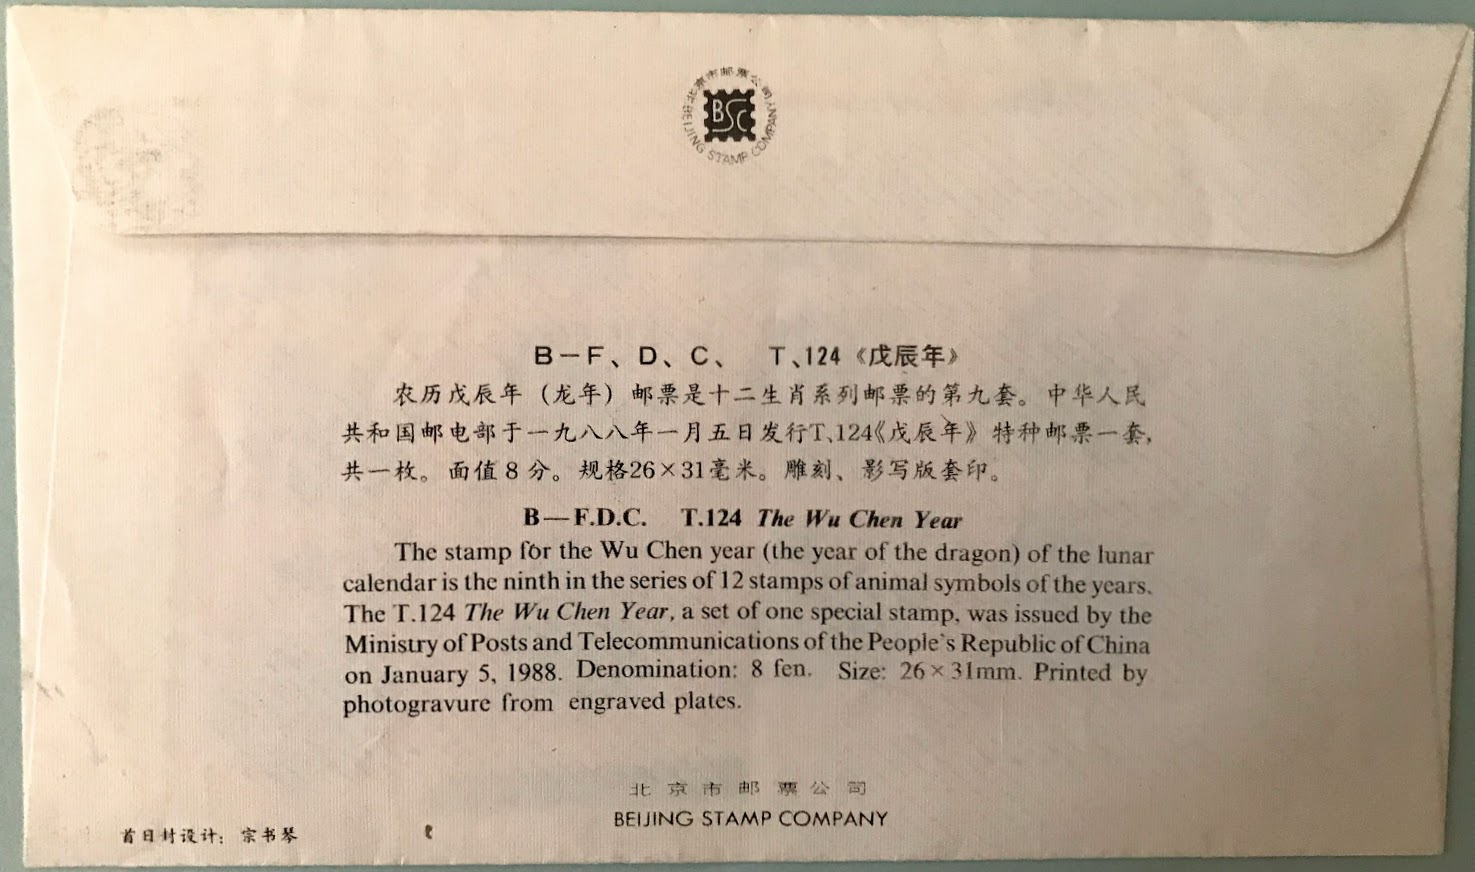 北京市邮票公司
BSC
BEIJING STAMP COMPANY
B－F、D、C、 T、124《戊辰年》
农历戊辰年（龙年）邮票是十二生肖系列邮票的第九套。中华人民
共和国邮电部于一九八八年一月五日发行T、124《戊辰年》特种邮票一套，
共一枚。面值8分。规格26×31毫米。雕刻、影写版套印。
B—F.D.C. T.124 The Wu Chen Year
The stamp for the Wu Chen year (the year of the dragon) of the lunar
calendar is the ninth in the series of 12 stamps of animal symbols of the years.
The T.124 The Wu Chen Year, a set of one special stamp, was issued by the
Ministry of Posts and Telecommunications of the People's Republic of China
on January 5, 1988. Denomination: 8 fen. Size: 26×31mm. Printed by
photogravure from engraved plates.
北京市邮票公司
BEIJING STAMP COMPANY
首日封设计：宗书琴